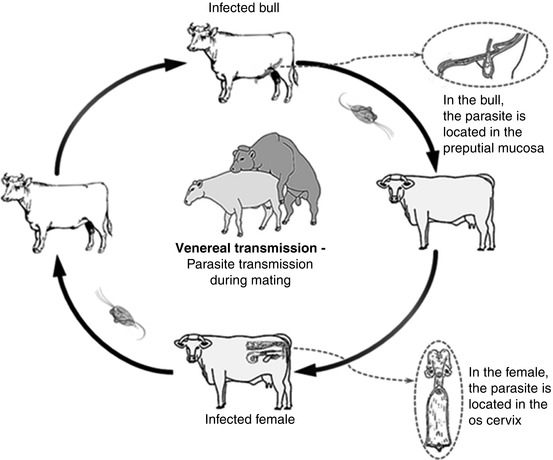 Infected bull
In the bull,
the parasite is
located in the
preputial mucosa
Venereal transmission -
Parasite transmission
during mating
Infected female
In the female,
the parasite is
located in the
os cervix